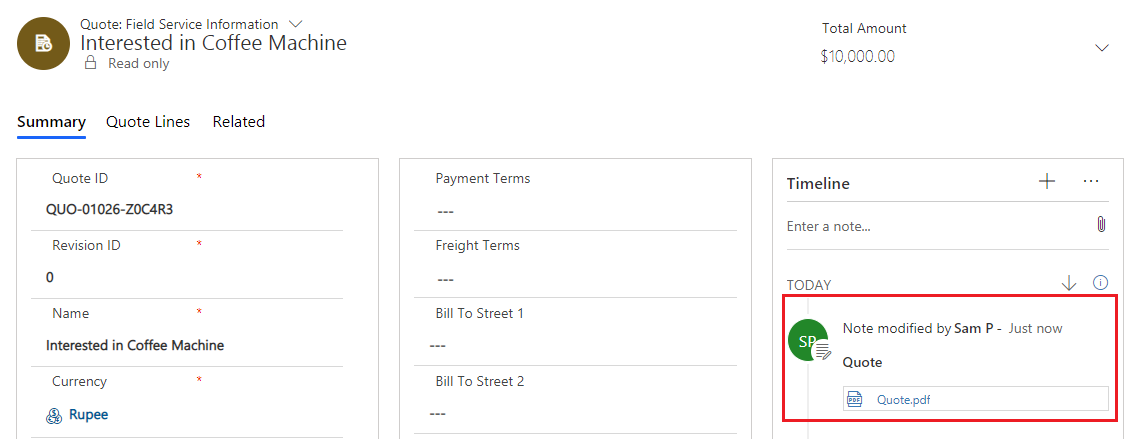 Quote: Field Service Information
Interested in Coffee Machine
Read only
Total Amount
$10,000.00
Summary
Quote Lines
Related
Quote ID *
QUO-01026-Z0C4R3
Revision ID *
0
Name *
Interested in Coffee Machine
Currency *
Rupee
Payment Terms
---
Freight Terms
---
Bill To Street 1
---
Bill To Street 2
---
Timeline
Enter a note...
TODAY
SP
Note modified by Sam P - Just now
Quote
PDF
Quote.pdf